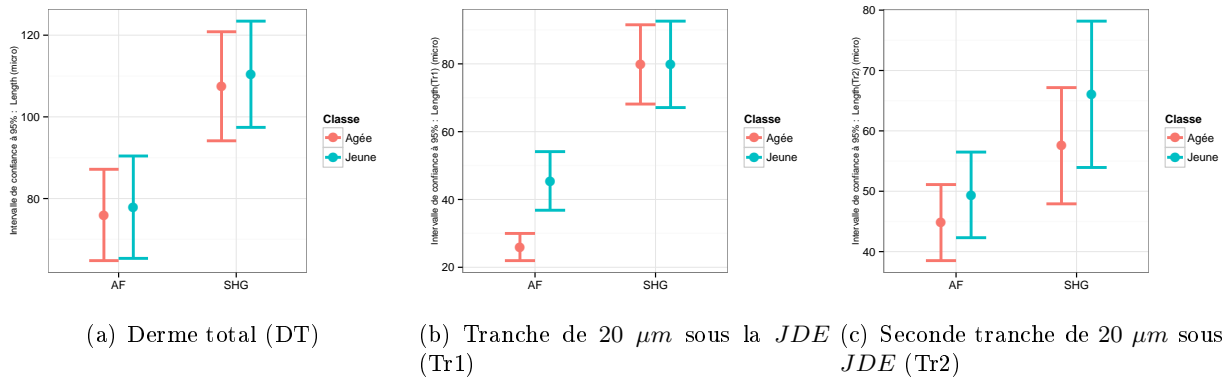 Intervalle de confiance à 95% : Length (micro)
120
100
80
AF
SHG
Classe
Agée
Jeune
(a) Derme total (DT)
Intervalle de confiance à 95% : Length(Tr1) (micro)
80
60
40
20
AF
SHG
Classe
Agée
Jeune
(b) Tranche de 20 μm sous la JDE
(Tr1)
Intervalle de confiance à 95% : Length(Tr2) (micro)
80
70
60
50
40
AF
SHG
Classe
Agée
Jeune
(c) Seconde tranche de 20 μm sous
JDE (Tr2)